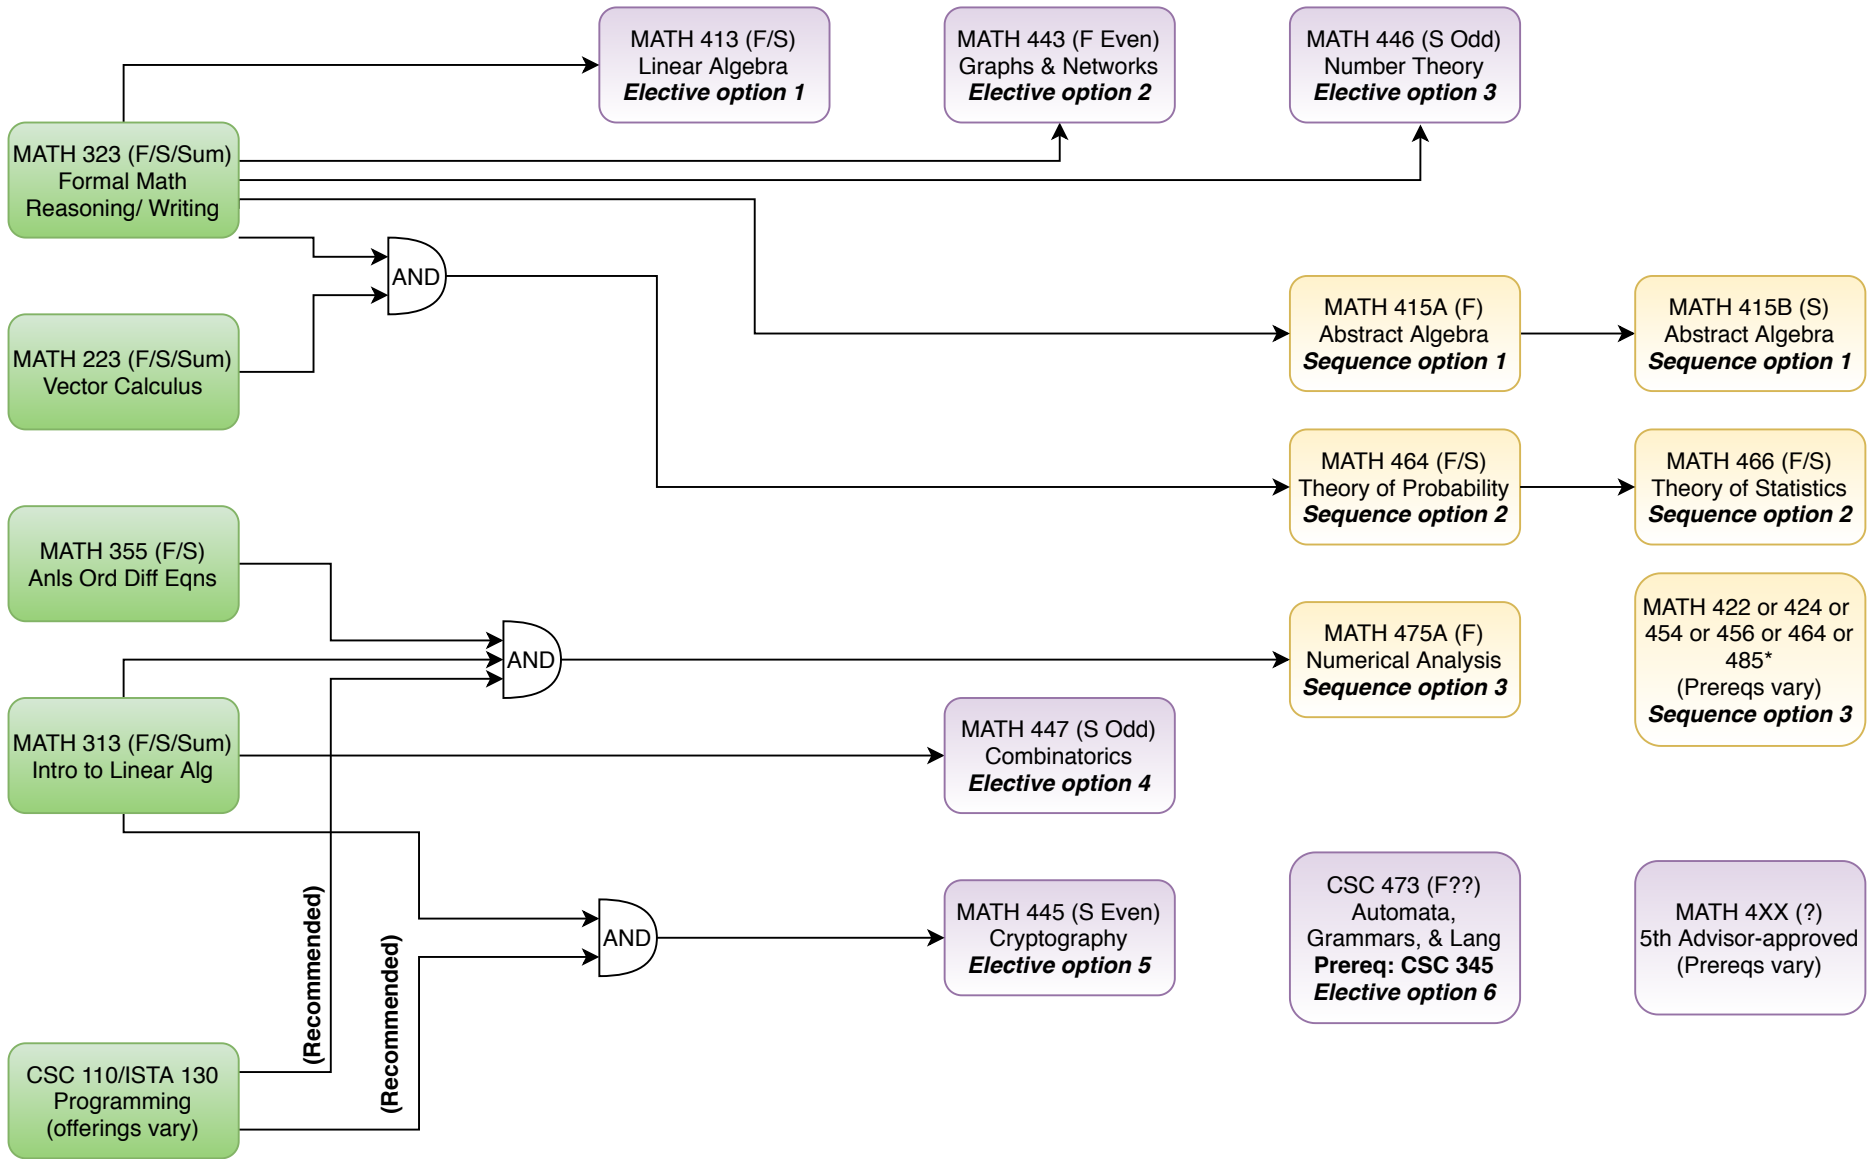 MATH 413 (F/S)
Linear Algebra
Elective option 1
MATH 443 (F Even)
Graphs & Networks
Elective option 2
MATH 446 (S Odd)
Number Theory
Elective option 3
MATH 323 (F/S/Sum)
Formal Math
Reasoning/ Writing
AND
MATH 223 (F/S/Sum)
Vector Calculus
MATH 415A (F)
Abstract Algebra
Sequence option 1
MATH 415B (S)
Abstract Algebra
Sequence option 1
MATH 464 (F/S)
Theory of Probability
Sequence option 2
MATH 466 (F/S)
Theory of Statistics
Sequence option 2
MATH 355 (F/S)
Anls Ord Diff Eqns
AND
MATH 475A (F)
Numerical Analysis
Sequence option 3
MATH 422 or 424 or
454 or 456 or 464 or
485*
(Prereqs vary)
Sequence option 3
MATH 313 (F/S/Sum)
Intro to Linear Alg
MATH 447 (S Odd)
Combinatorics
Elective option 4
(Recommended)
(Recommended)
AND
MATH 445 (S Even)
Cryptography
Elective option 5
CSC 473 (F??)
Automata,
Grammars, & Lang
Prereq: CSC 345
Elective option 6
MATH 4XX (?)
5th Advisor-approved
(Prereqs vary)
CSC 110/ISTA 130
Programming
(offerings vary)